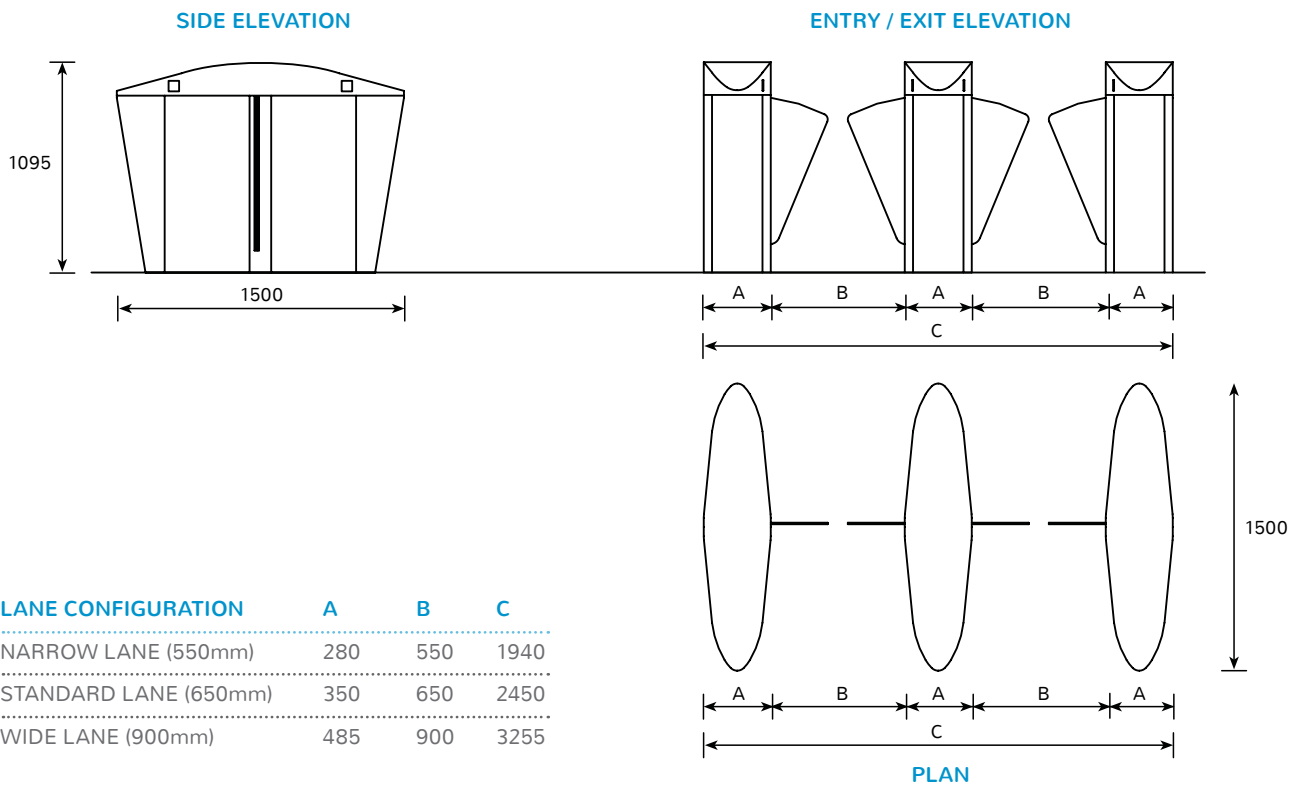 SIDE ELEVATION
ENTRY / EXIT ELEVATION
1095
1500
A B A B A
C
1500
LANE CONFIGURATION A B C
NARROW LANE (550mm) 280 550 1940
STANDARD LANE (650mm) 350 650 2450
WIDE LANE (900mm) 485 900 3255
A B A B A
C
PLAN